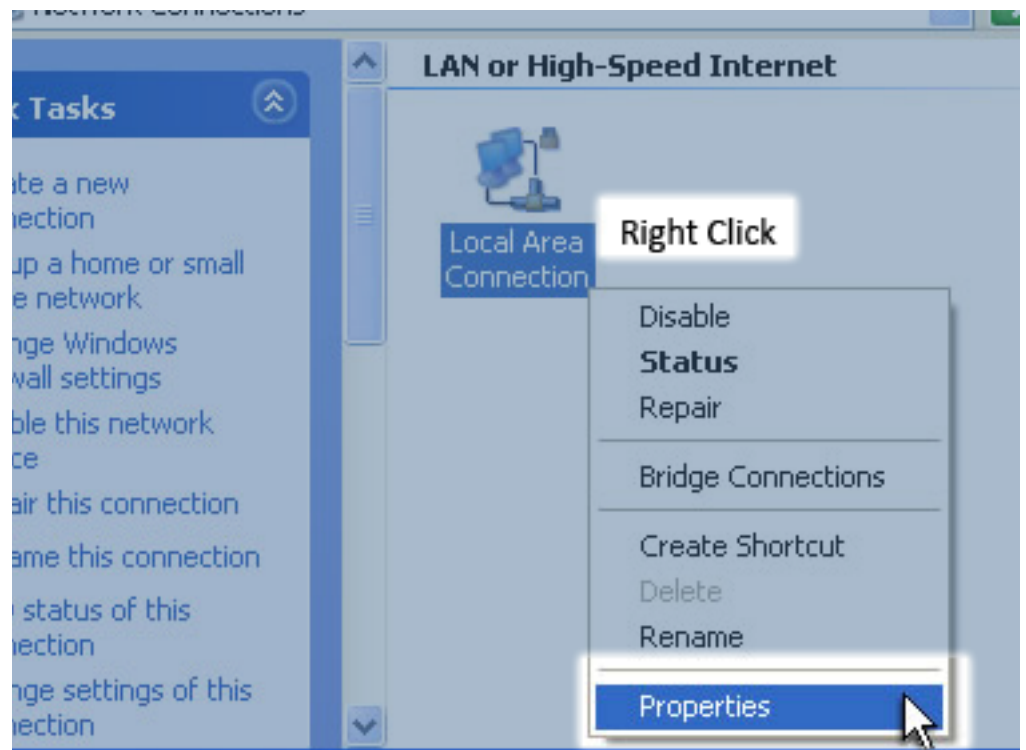 Network Connections
LAN or High-Speed Internet
Tasks
ate a new
nection
up a home or small
e network
nge Windows
wall settings
ble this network
ce
air this connection
ame this connection
status of this
nection
nge settings of this
nection
Local Area
Connection
Right Click
Disable
Status
Repair
Bridge Connections
Create Shortcut
Delete
Rename
Properties